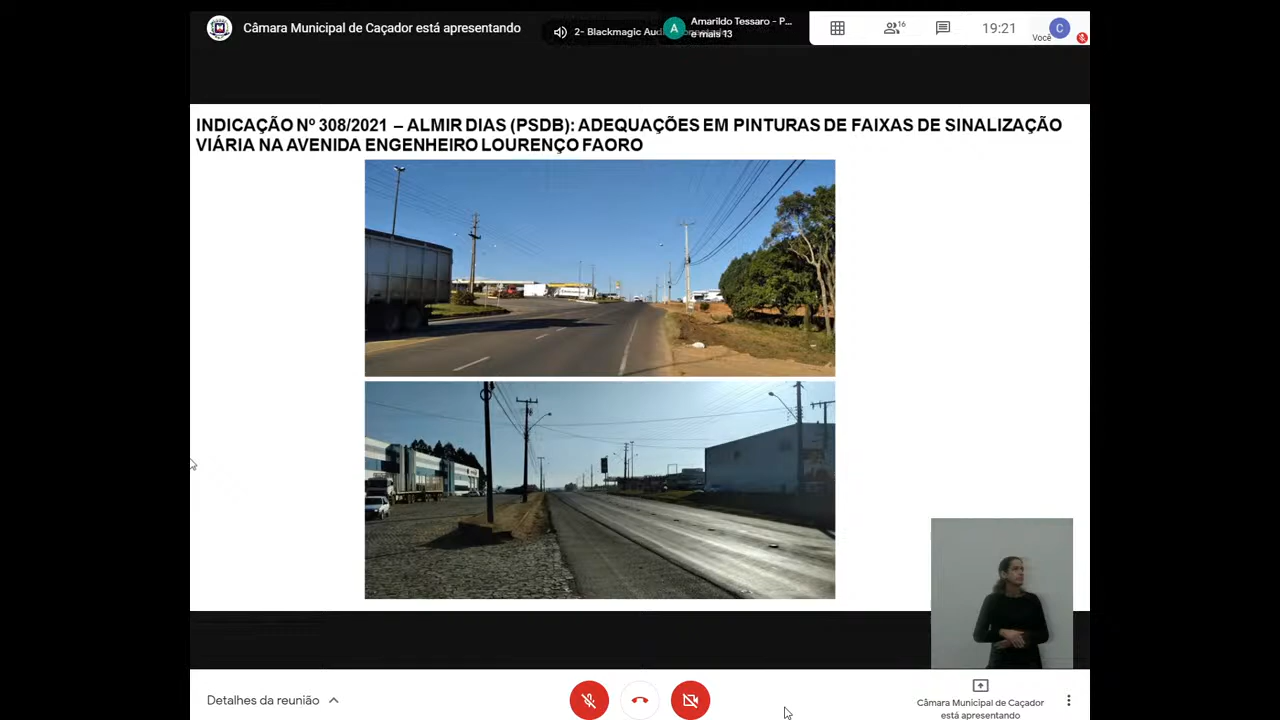 Câmara Municipal de Caçador está apresentando
2- Blackmagic
A
Amarildo Tessaro - P...
e mais 13
16
19:21
Você
C
INDICAÇÃO Nº 308/2021 – ALMIR DIAS (PSDB): ADEQUAÇÕES EM PINTURAS DE FAIXAS DE SINALIZAÇÃO
VIÁRIA NA AVENIDA ENGENHEIRO LOURENÇO FAORO
Detalhes da reunião
Câmara Municipal de Caçador
está apresentando